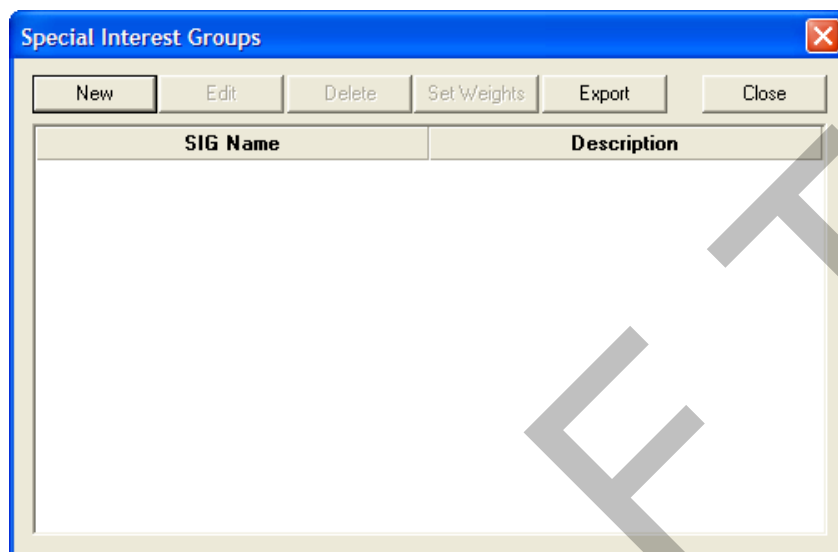 Special Interest Groups
New Edit Delete Set Weights Export Close
SIG Name Description
F T